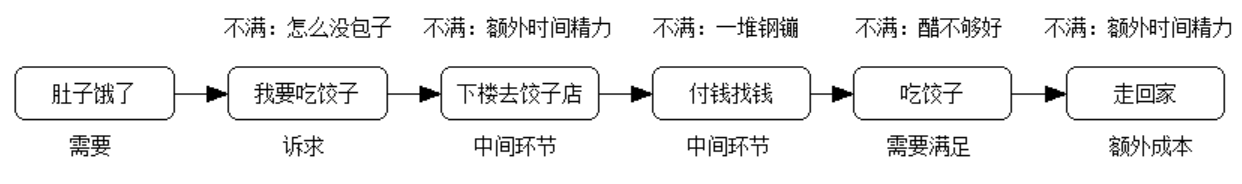 不满：怎么没包子 不满：额外时间精力 不满：一堆钢镚 不满：醋不够好 不满：额外时间精力
肚子饿了 我要吃饺子 下楼去饺子店 付钱找钱 吃饺子 走回家
需要 诉求 中间环节 中间环节 需要满足 额外成本